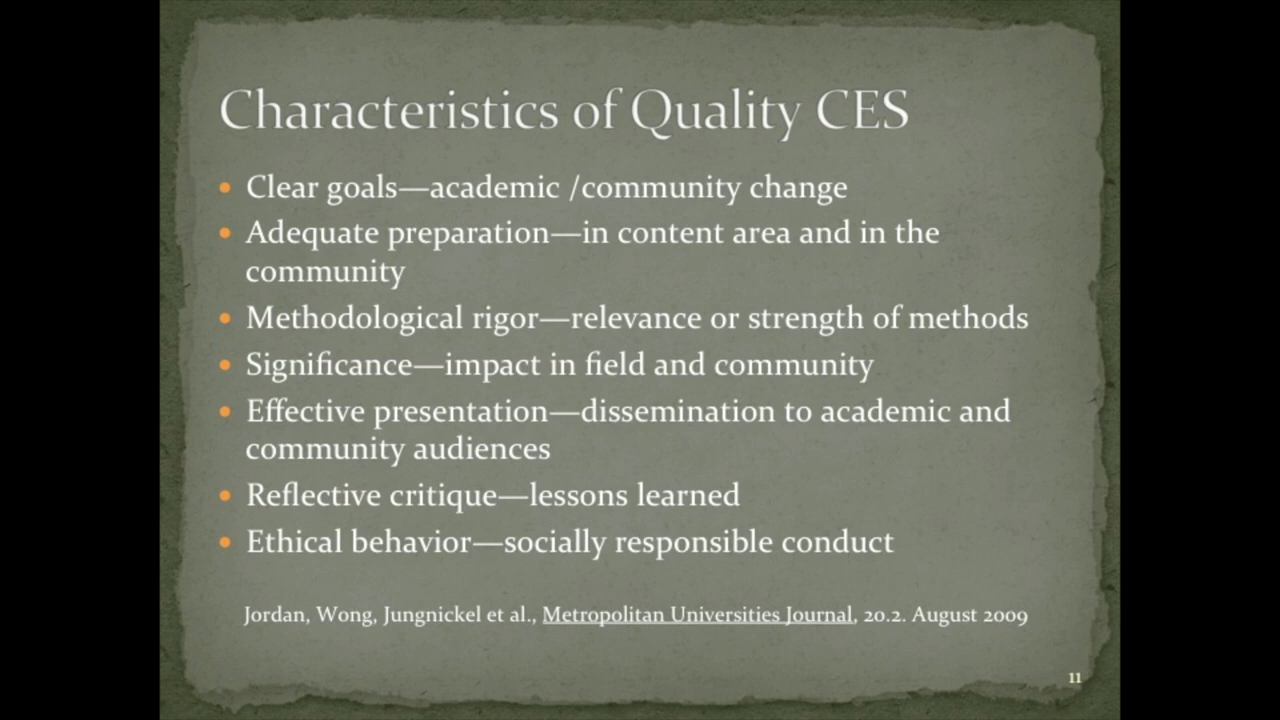 Characteristics of Quality CES
• Clear goals—academic /community change
• Adequate preparation—in content area and in the
community
• Methodological rigor—relevance or strength of methods
• Significance—impact in field and community
• Effective presentation—dissemination to academic and
community audiences
• Reflective critique—lessons learned
• Ethical behavior—socially responsible conduct
Jordan, Wong, Jungnickel et al., Metropolitan Universities Journal, 20.2. August 2009
11